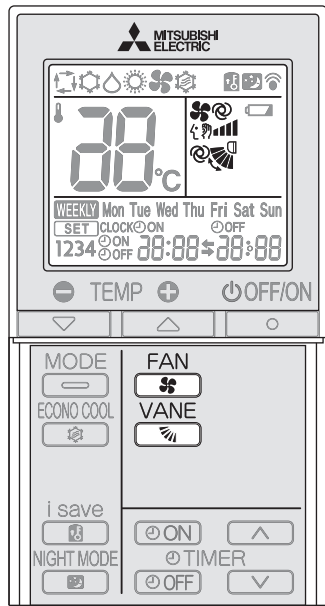 MITSUBISHI
ELECTRIC
88°C
WEEKLY Mon Tue Wed Thu Fri Sat Sun
SET CLOCK ON OFF
1234 ON OFF 88:88 88:88
TEMP OFF/ON
MODE FAN
ECONO COOL VANE
i save
ON
NIGHT MODE TIMER
OFF